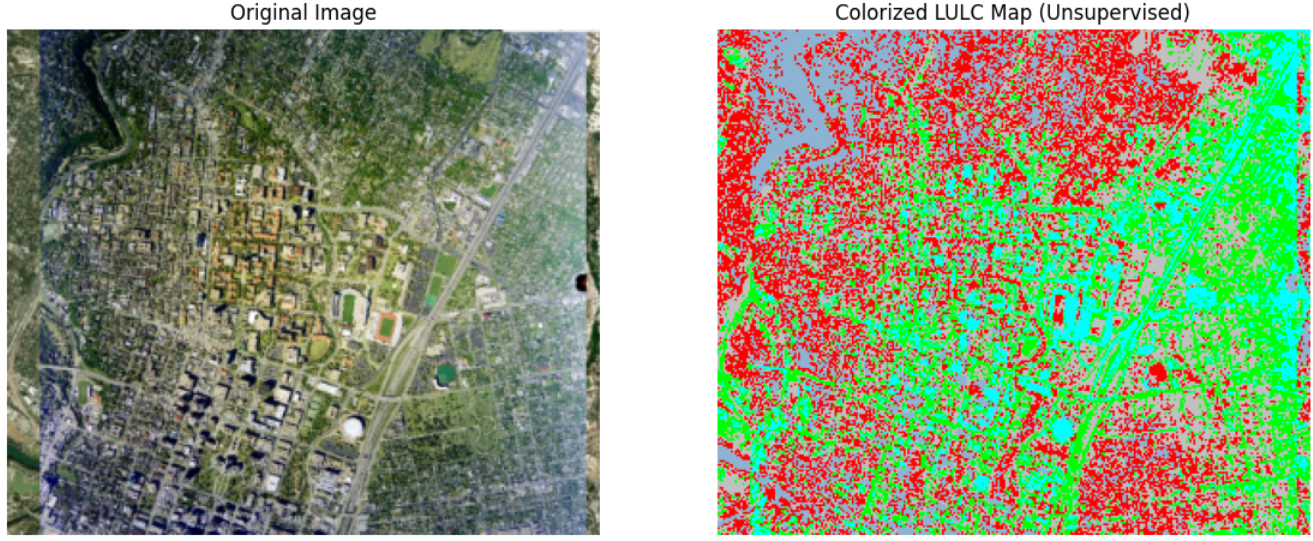 Original Image
Colorized LULC Map (Unsupervised)